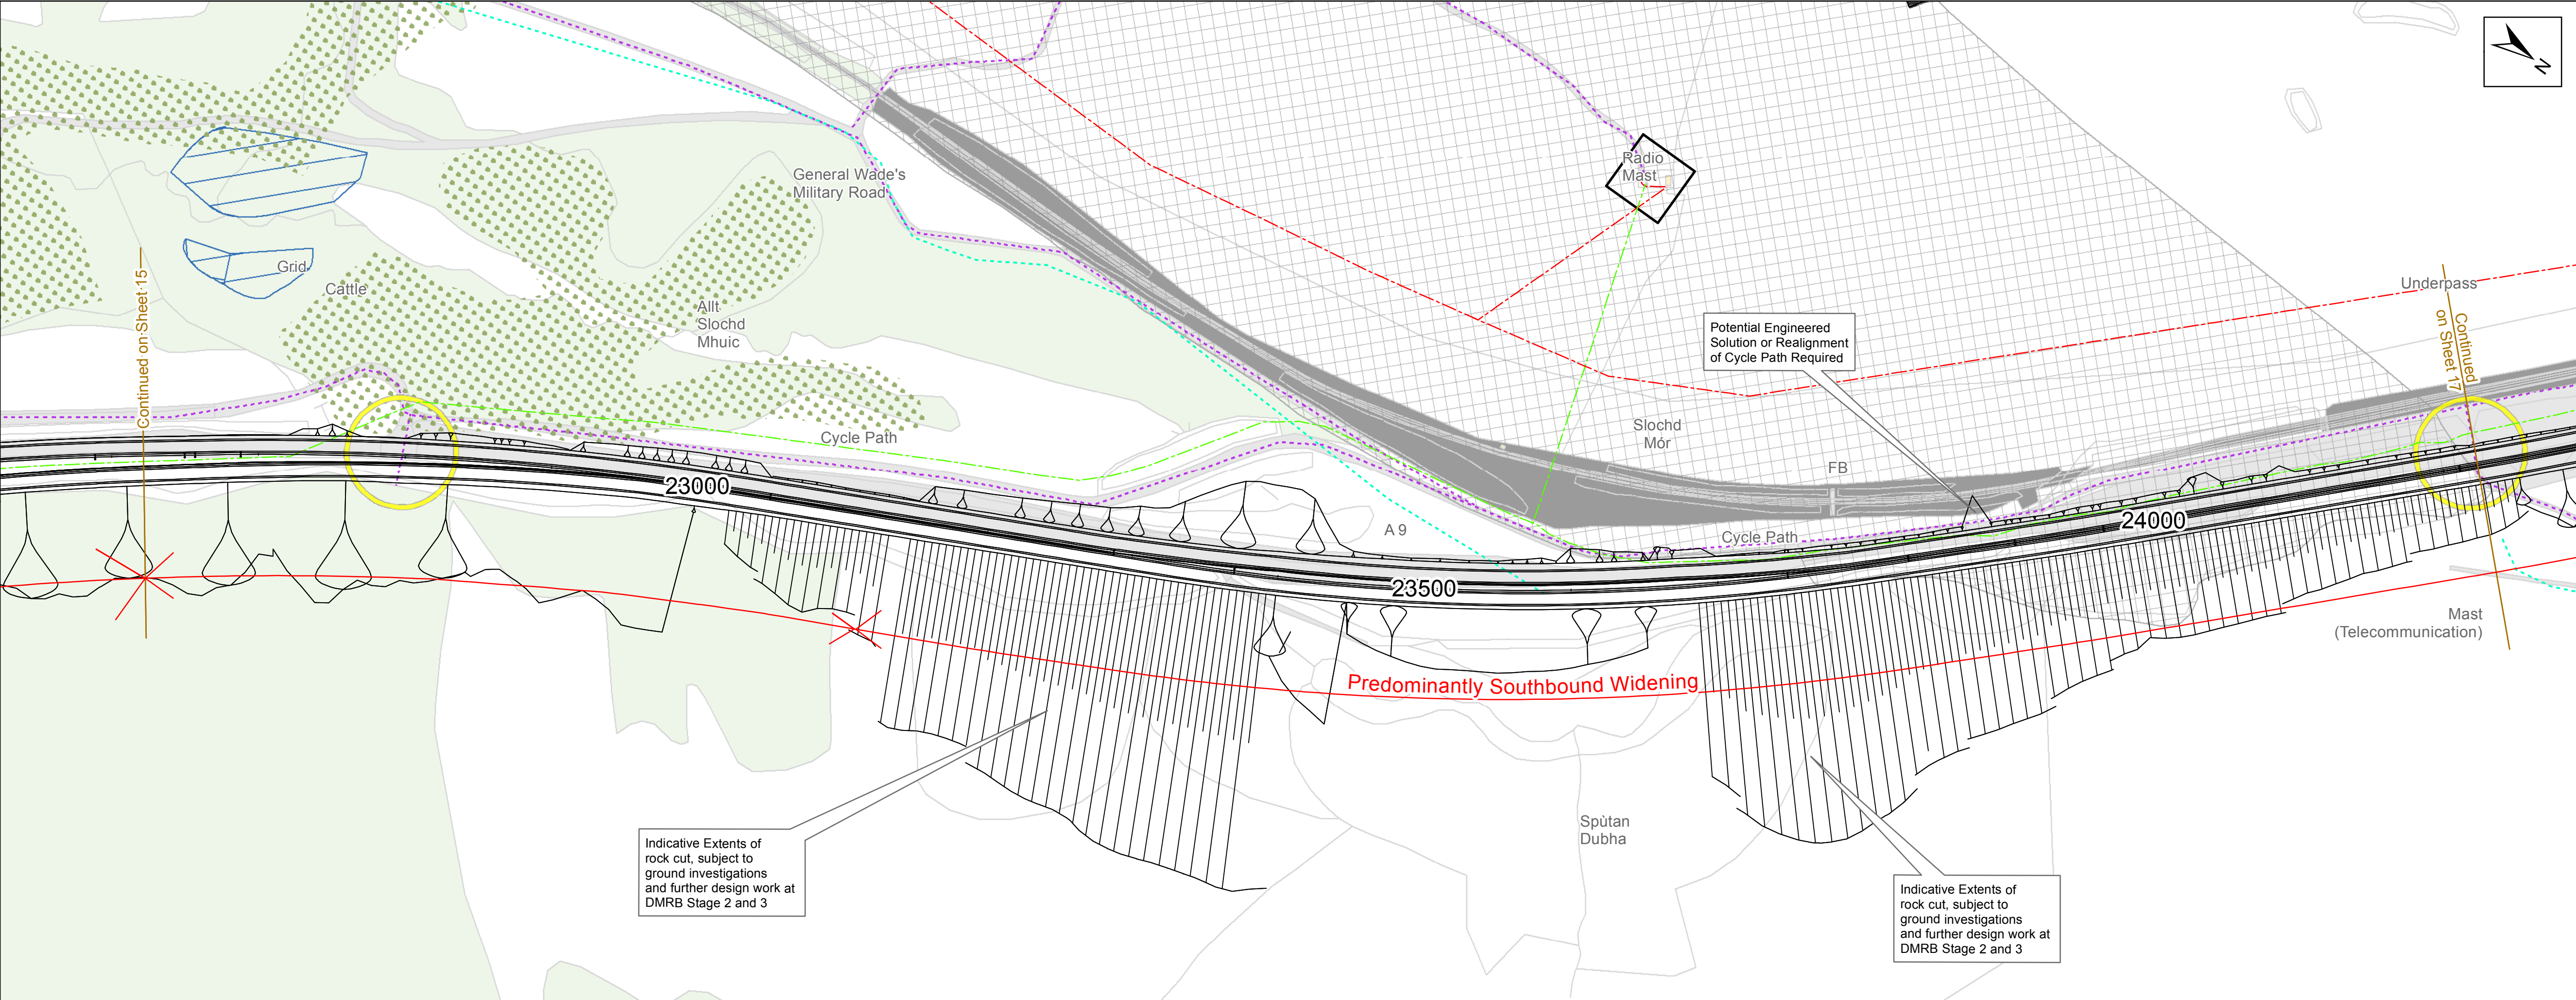 N
Radio
Mast
General Wade's
Military Road
Grid
Cattle
Continued on Sheet 15
Allt
Slochd
Mhuic
Underpass
Continued
on Sheet 17
Potential Engineered
Solution or Realignment
of Cycle Path Required
Cycle Path
Slochd
Mór
FB
23000
A 9
Cycle Path
24000
23500
Mast
(Telecommunication)
Predominantly Southbound Widening
Spùtan
Dubha
Indicative Extents of
rock cut, subject to
ground investigations
and further design work at
DMRB Stage 2 and 3
Indicative Extents of
rock cut, subject to
ground investigations
and further design work at
DMRB Stage 2 and 3